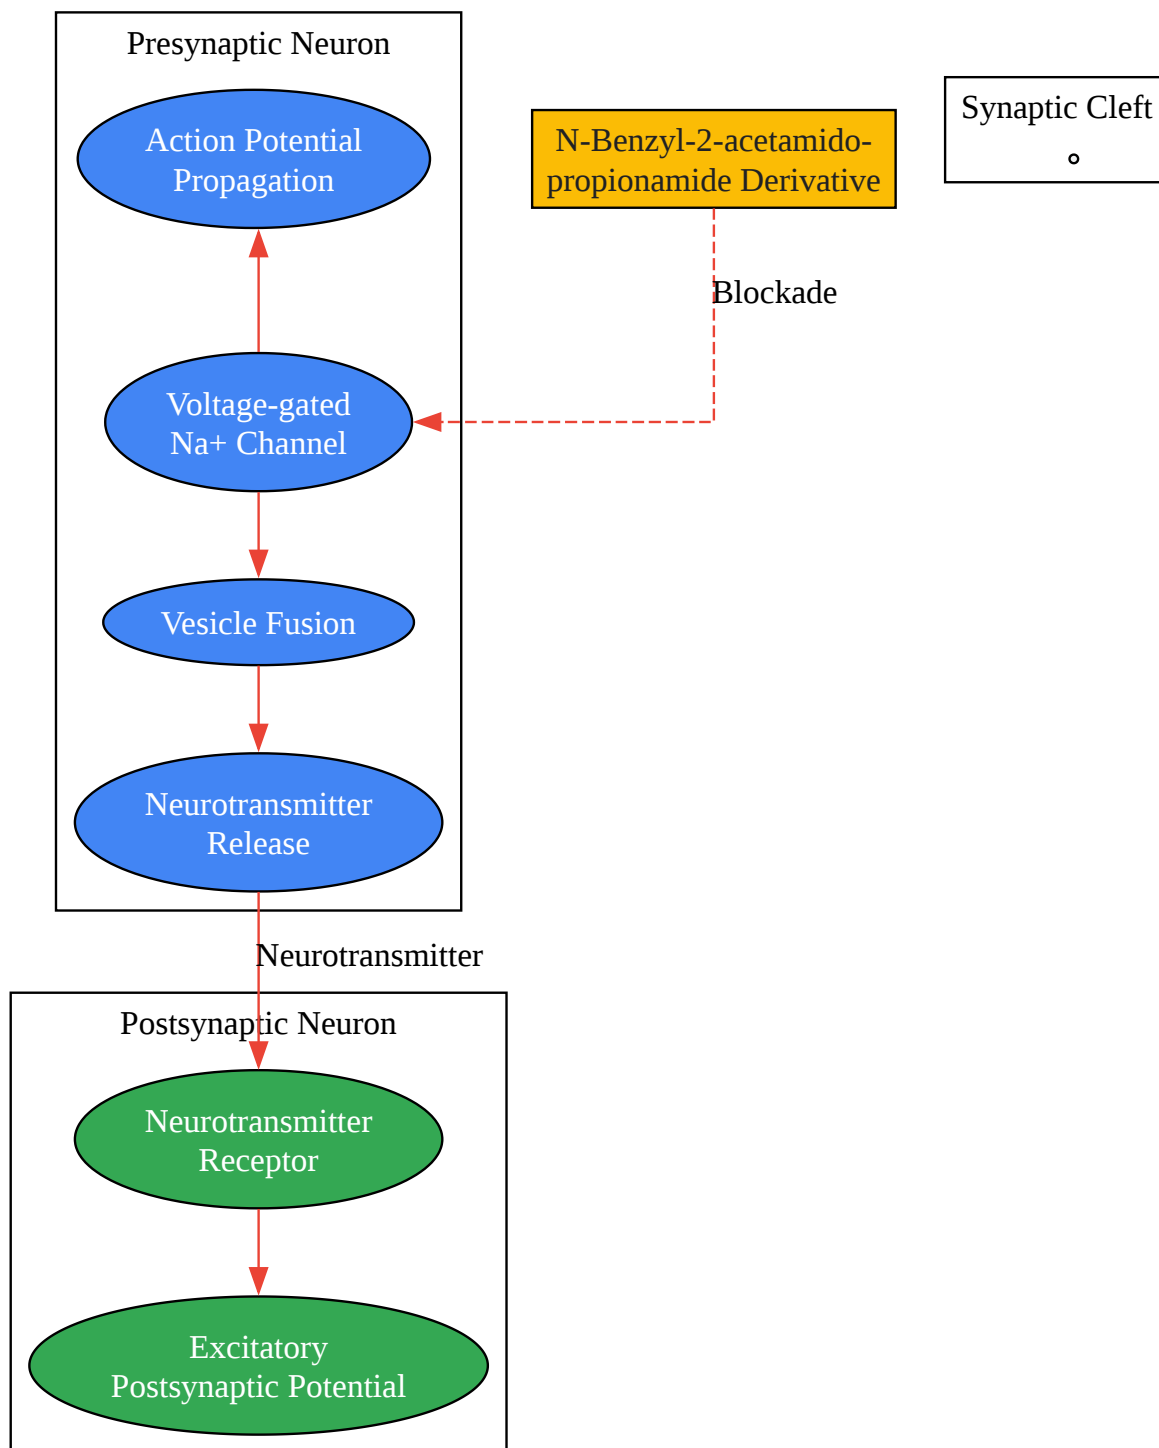 Presynaptic Neuron
Action Potential
Propagation
N-Benzyl-2-acetamido-
propionamide Derivative
Synaptic Cleft
Blockade
Voltage-gated
Na+ Channel
Vesicle Fusion
Neurotransmitter
Release
Neurotransmitter
Postsynaptic Neuron
Neurotransmitter
Receptor
Excitatory
Postsynaptic Potential